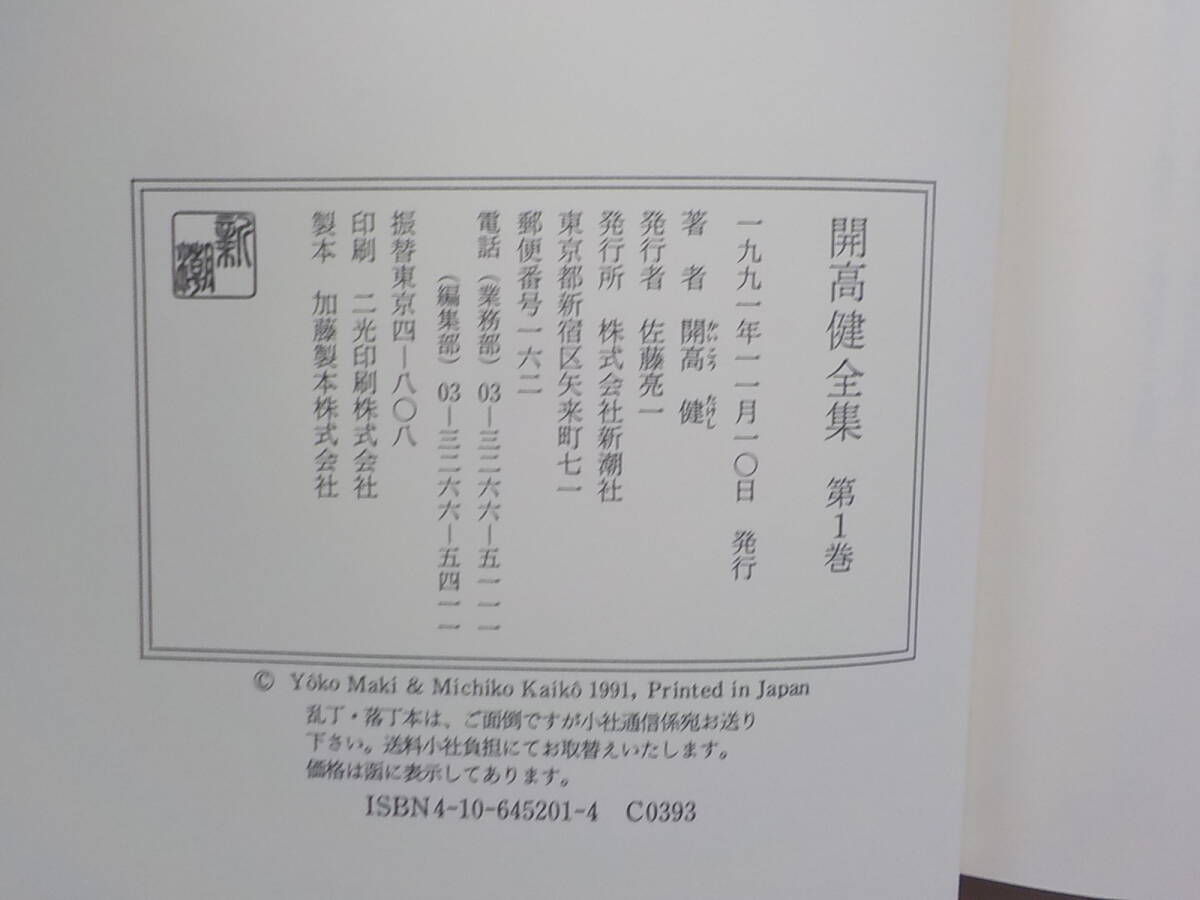 開高健全集 第1巻
一九九一年一一月一〇日 発行
著者 開高 健
かいこう たけし
発行者 佐藤亮一
発行所 株式会社新潮社
東京都新宿区矢来町七一
郵便番号一六二
電話(業務部)03—三二六六—五一一一
(編集部)03—三二六六—五四一一
振替東京四—八〇八
印刷 二光印刷株式会社
製本 加藤製本株式会社
新潮
© Yôko Maki & Michiko Kaikô 1991, Printed in Japan
乱丁・落丁本は、ご面倒ですが小社通信係宛お送り
下さい。送料小社負担にてお取替えいたします。
価格は函に表示してあります。
ISBN4-10-645201-4 C0393